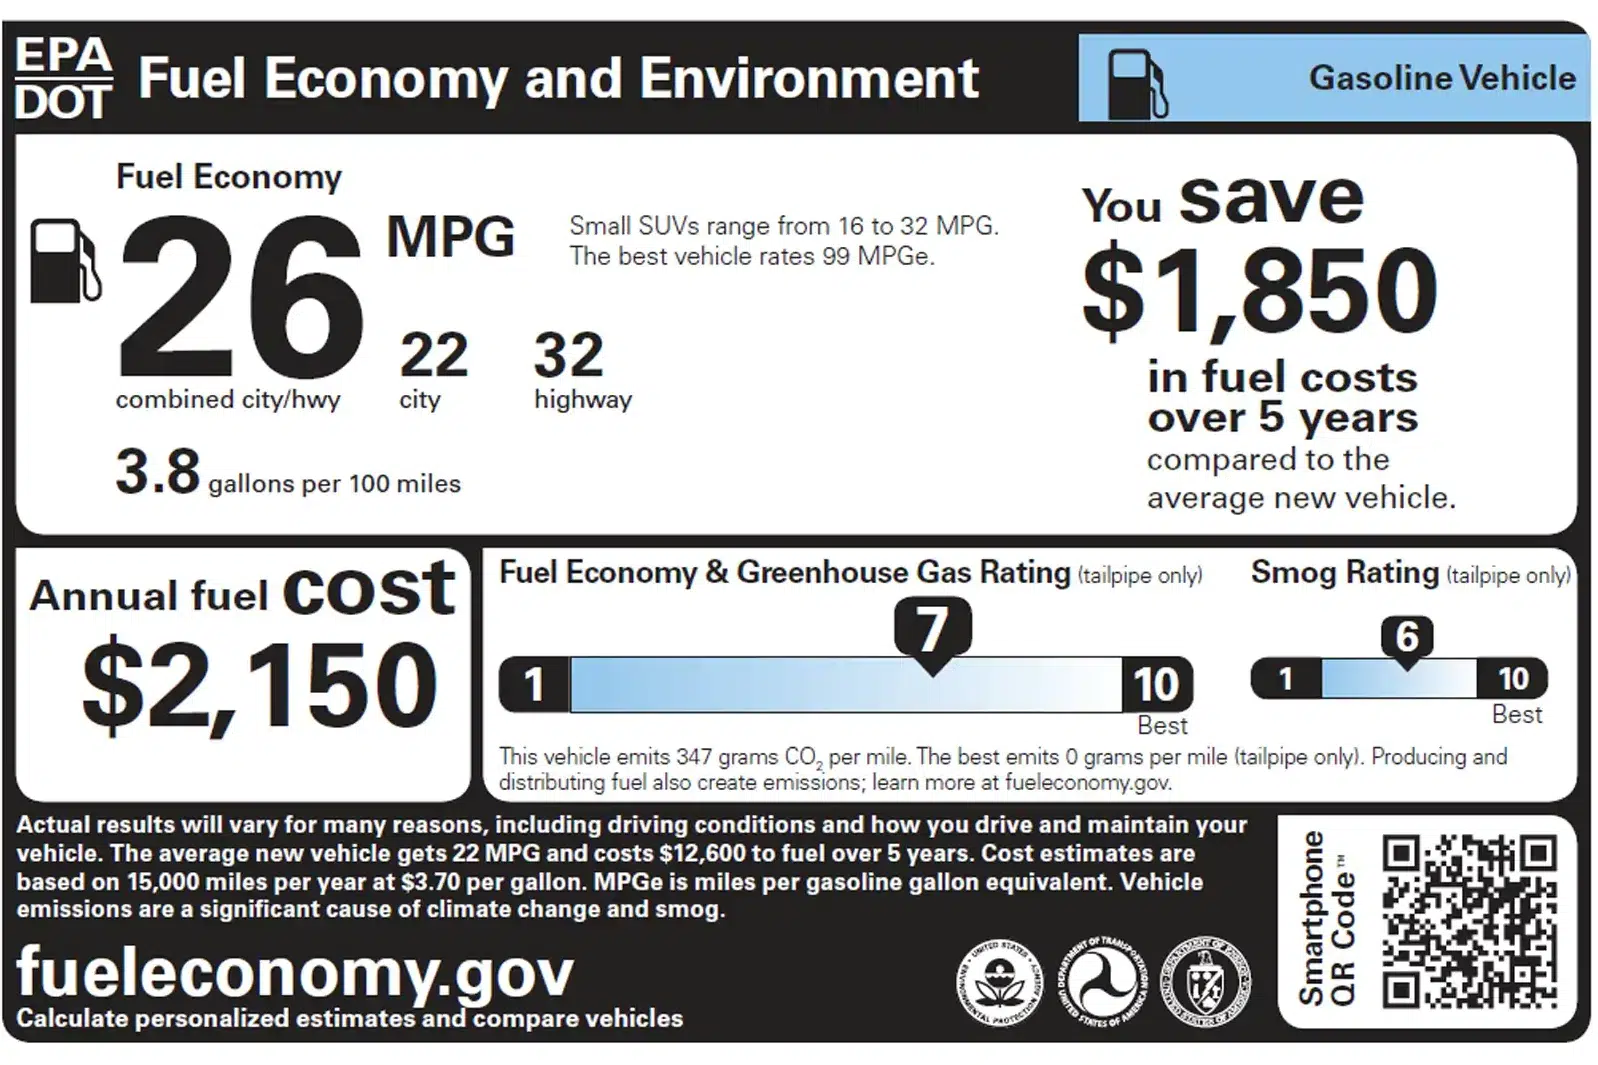 EPA
DOT
Fuel Economy and Environment
Gasoline Vehicle
Fuel Economy
26
MPG
combined city/hwy
22
city
32
highway
3.8 gallons per 100 miles
Small SUVs range from 16 to 32 MPG.
The best vehicle rates 99 MPGe.
You save
$1,850
in fuel costs
over 5 years
compared to the
average new vehicle.
Annual fuel cost
$2,150
Fuel Economy & Greenhouse Gas Rating (tailpipe only)
7
1
10
Best
Smog Rating (tailpipe only)
6
1
10
Best
This vehicle emits 347 grams CO₂ per mile. The best emits 0 grams per mile (tailpipe only). Producing and
distributing fuel also create emissions; learn more at fueleconomy.gov.
Actual results will vary for many reasons, including driving conditions and how you drive and maintain your
vehicle. The average new vehicle gets 22 MPG and costs $12,600 to fuel over 5 years. Cost estimates are
based on 15,000 miles per year at $3.70 per gallon. MPGe is miles per gasoline gallon equivalent. Vehicle
emissions are a significant cause of climate change and smog.
fueleconomy.gov
Calculate personalized estimates and compare vehicles
UNITED STATES
DEPARTMENT OF TRANSPORTATION
UNITED STATES OF AMERICA
Smartphone
QR Code™